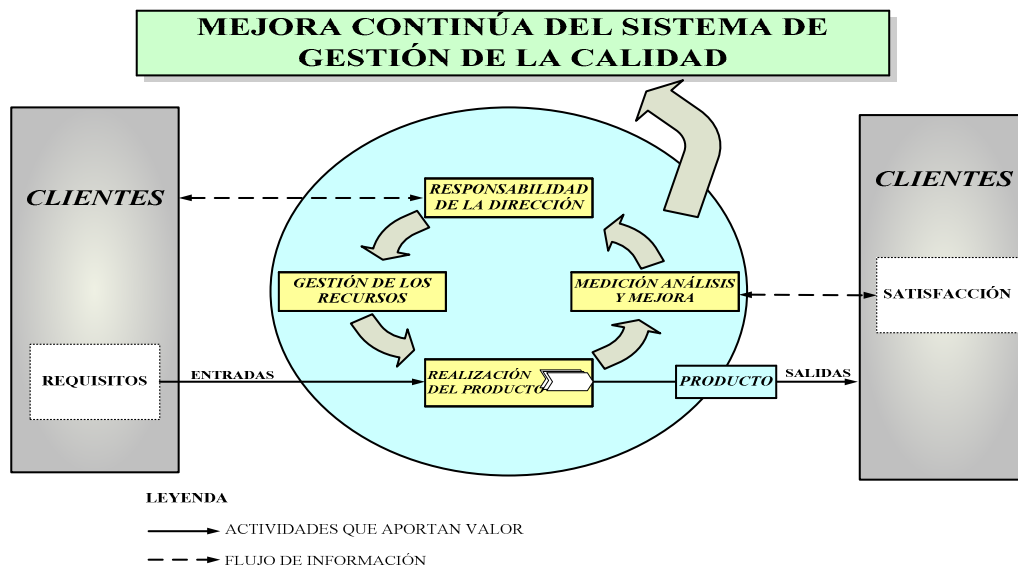 MEJORA CONTINÚA DEL SISTEMA DE
GESTIÓN DE LA CALIDAD
CLIENTES
CLIENTES
RESPONSABILIDAD
DE LA DIRECCIÓN
GESTIÓN DE LOS
RECURSOS
MEDICIÓN ANÁLISIS
Y MEJORA
SATISFACCIÓN
REQUISITOS
ENTRADAS
REALIZACIÓN
DEL PRODUCTO
PRODUCTO
SALIDAS
LEYENDA
ACTIVIDADES QUE APORTAN VALOR
FLUJO DE INFORMACIÓN